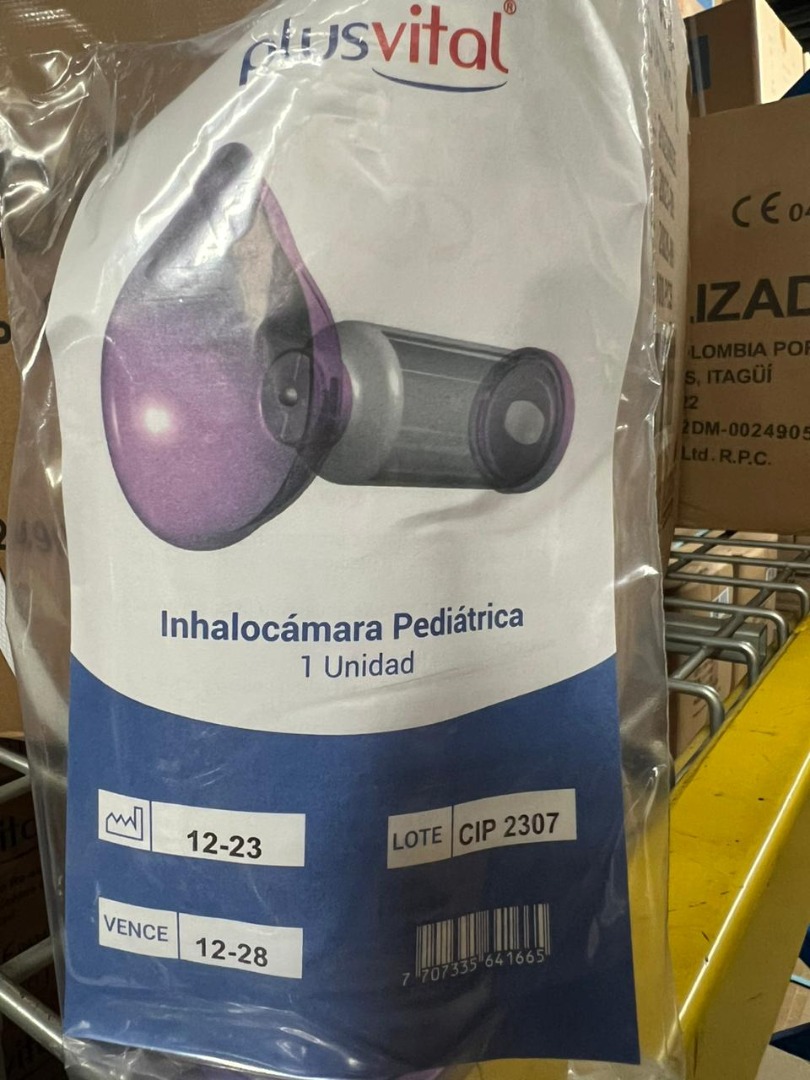 plusvital®
Inhalocámara Pediátrica
1 Unidad
12-23
LOTE CIP 2307
VENCE 12-28
7 707335 641665
CE
LOMBIA POR
S, ITAGÜÍ
2DM-0024905
Ltd. R.P.C.